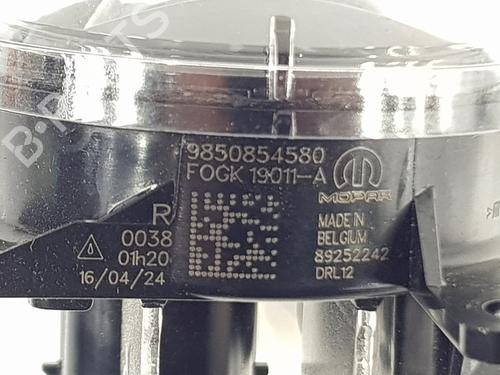 9850854580
FOGK 19011-A
MOPAR
R
0038
01h20
16/04/24
MADE IN
BELGIUM
89252242
DRL12
B-PARTS